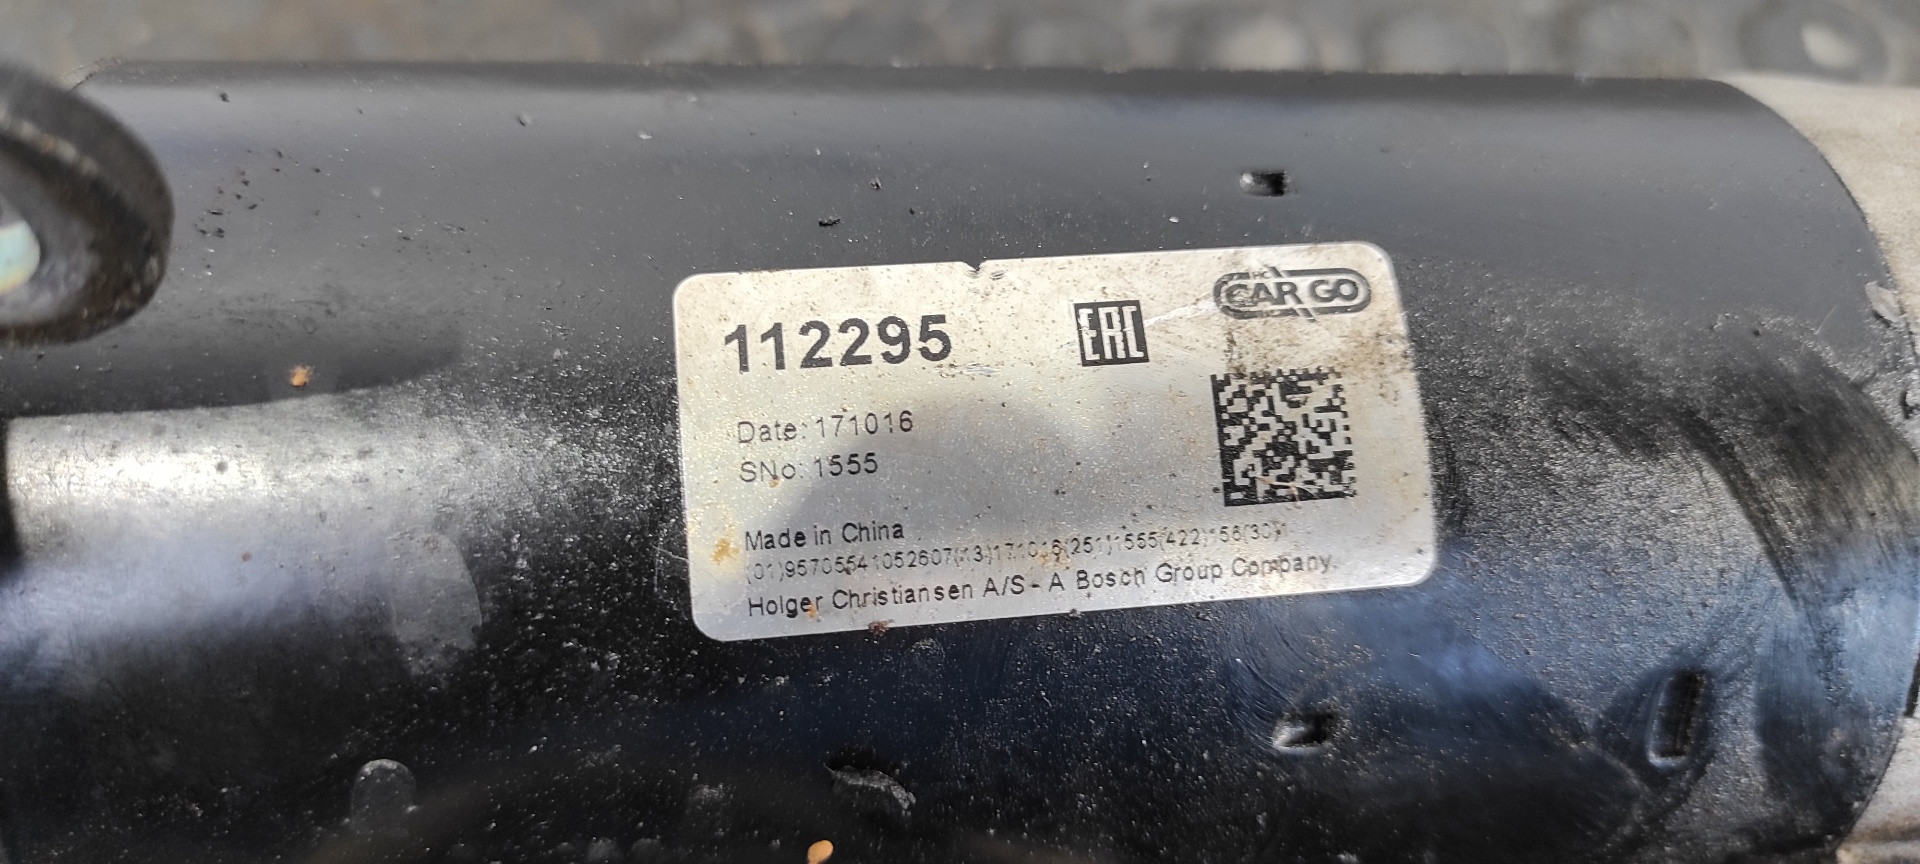 HC
CARGO
112295
EAC
Date: 171016
SNo: 1555
Made in China
(01)95705541052607(13)171016(251)1555(422)156(30)1
Holger Christiansen A/S - A Bosch Group Company.